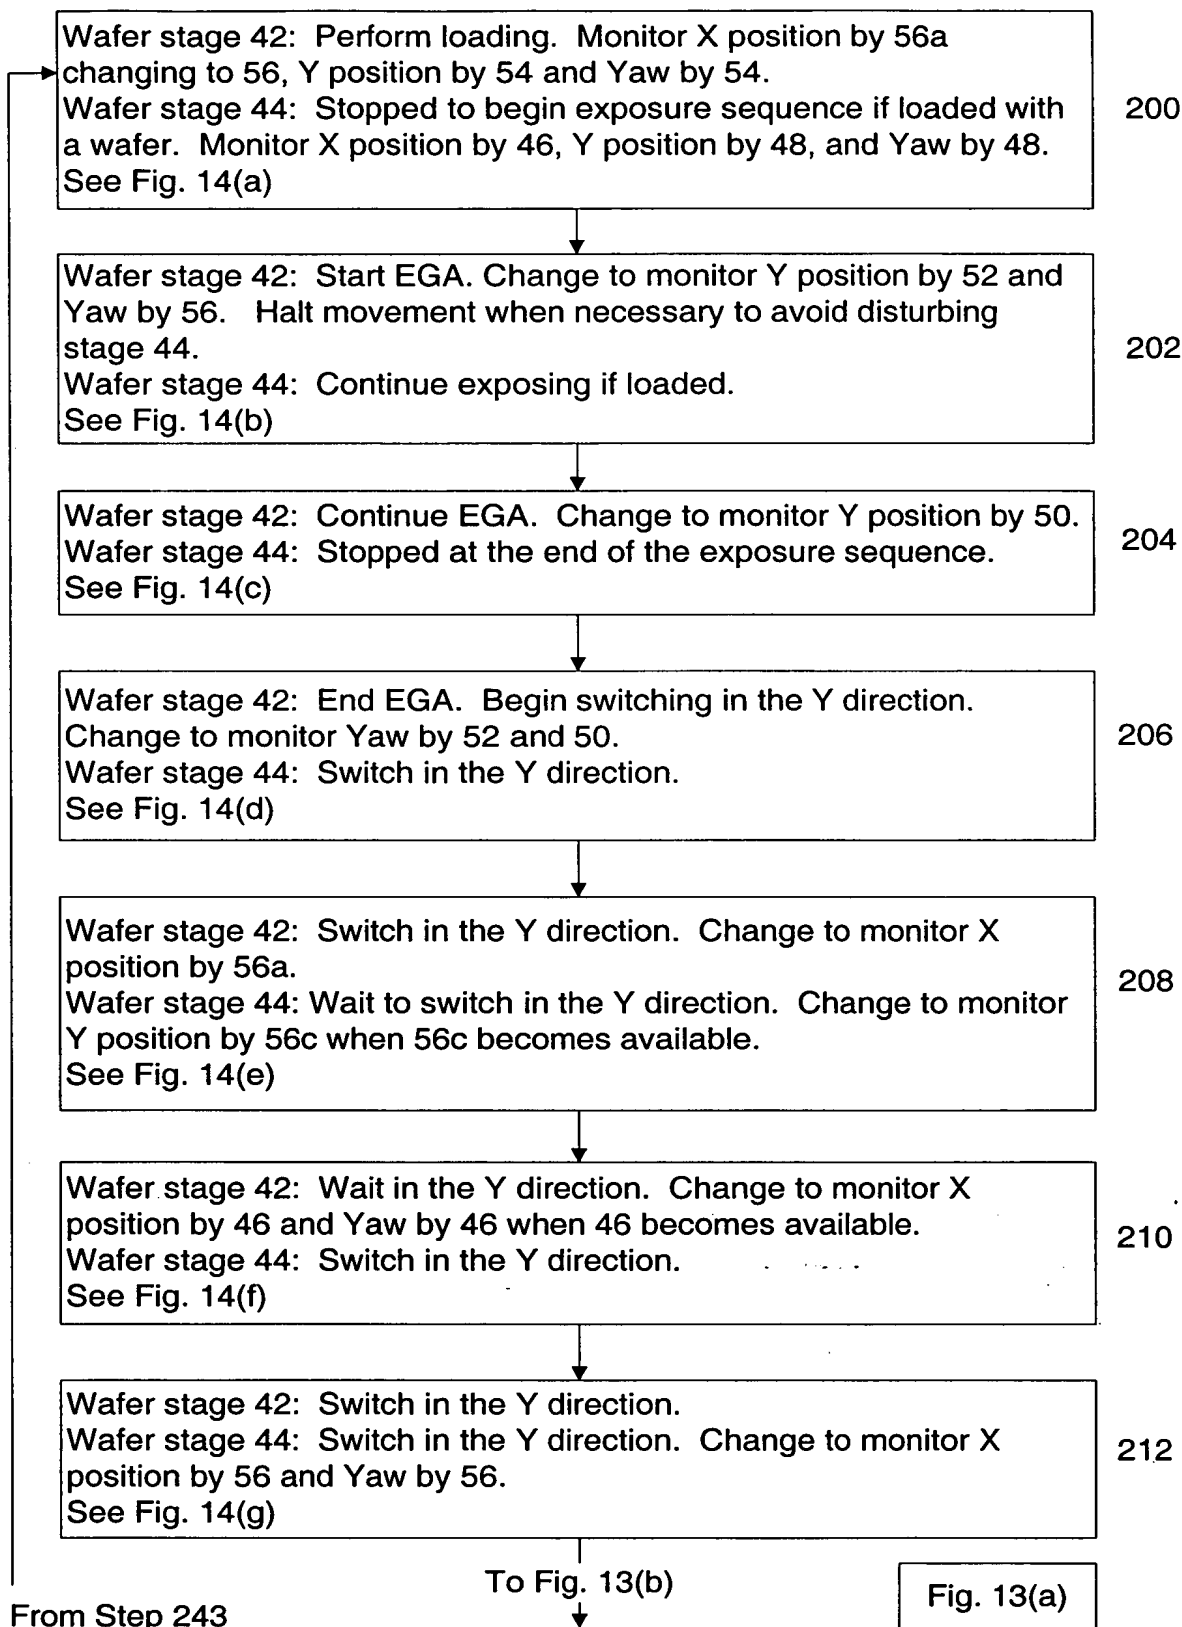 Wafer stage 42: Perform loading. Monitor X position by 56a
changing to 56, Y position by 54 and Yaw by 54.
Wafer stage 44: Stopped to begin exposure sequence if loaded with
a wafer. Monitor X position by 46, Y position by 48, and Yaw by 48.
See Fig. 14(a)
200
Wafer stage 42: Start EGA. Change to monitor Y position by 52 and
Yaw by 56. Halt movement when necessary to avoid disturbing
stage 44.
Wafer stage 44: Continue exposing if loaded.
See Fig. 14(b)
202
Wafer stage 42: Continue EGA. Change to monitor Y position by 50.
Wafer stage 44: Stopped at the end of the exposure sequence.
See Fig. 14(c)
204
Wafer stage 42: End EGA. Begin switching in the Y direction.
Change to monitor Yaw by 52 and 50.
Wafer stage 44: Switch in the Y direction.
See Fig. 14(d)
206
Wafer stage 42: Switch in the Y direction. Change to monitor X
position by 56a.
Wafer stage 44: Wait to switch in the Y direction. Change to monitor
Y position by 56c when 56c becomes available.
See Fig. 14(e)
208
Wafer stage 42: Wait in the Y direction. Change to monitor X
position by 46 and Yaw by 46 when 46 becomes available.
Wafer stage 44: Switch in the Y direction.
See Fig. 14(f)
210
Wafer stage 42: Switch in the Y direction.
Wafer stage 44: Switch in the Y direction. Change to monitor X
position by 56 and Yaw by 56.
See Fig. 14(g)
212
To Fig. 13(b)
Fig. 13(a)
From Step 243